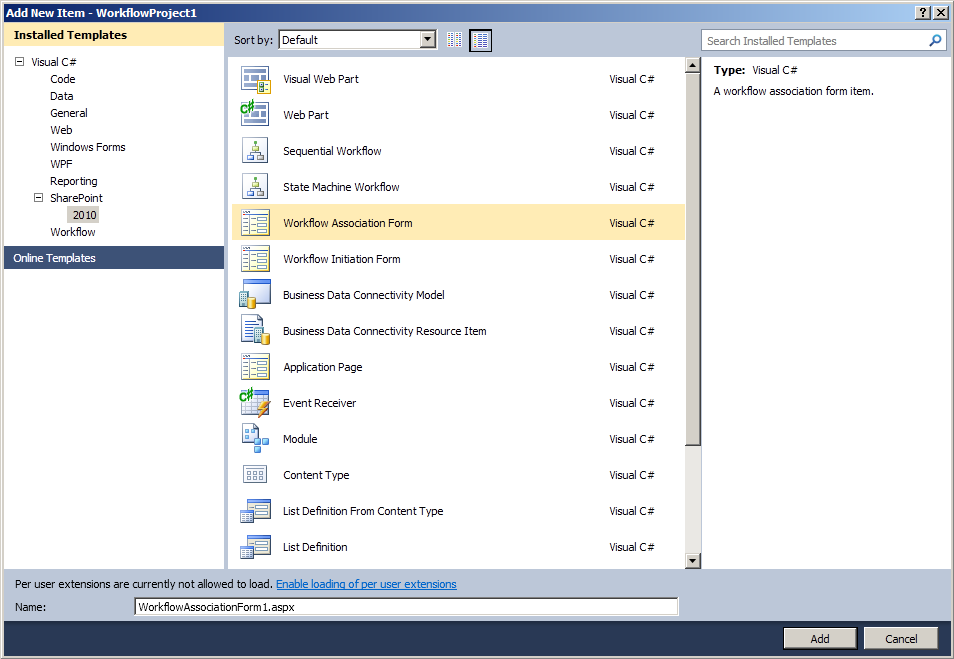 Add New Item - WorkflowProject1
Installed Templates
Visual C#
Code
Data
General
Web
Windows Forms
WPF
Reporting
SharePoint
2010
Workflow
Online Templates
Sort by: Default
Search Installed Templates
Visual Web Part Visual C#
Web Part Visual C#
Sequential Workflow Visual C#
State Machine Workflow Visual C#
Workflow Association Form Visual C#
Workflow Initiation Form Visual C#
Business Data Connectivity Model Visual C#
Business Data Connectivity Resource Item Visual C#
Application Page Visual C#
Event Receiver Visual C#
Module Visual C#
Content Type Visual C#
List Definition From Content Type Visual C#
List Definition Visual C#
Type: Visual C#
A workflow association form item.
Per user extensions are currently not allowed to load. Enable loading of per user extensions
Name: WorkflowAssociationForm1.aspx
Add Cancel